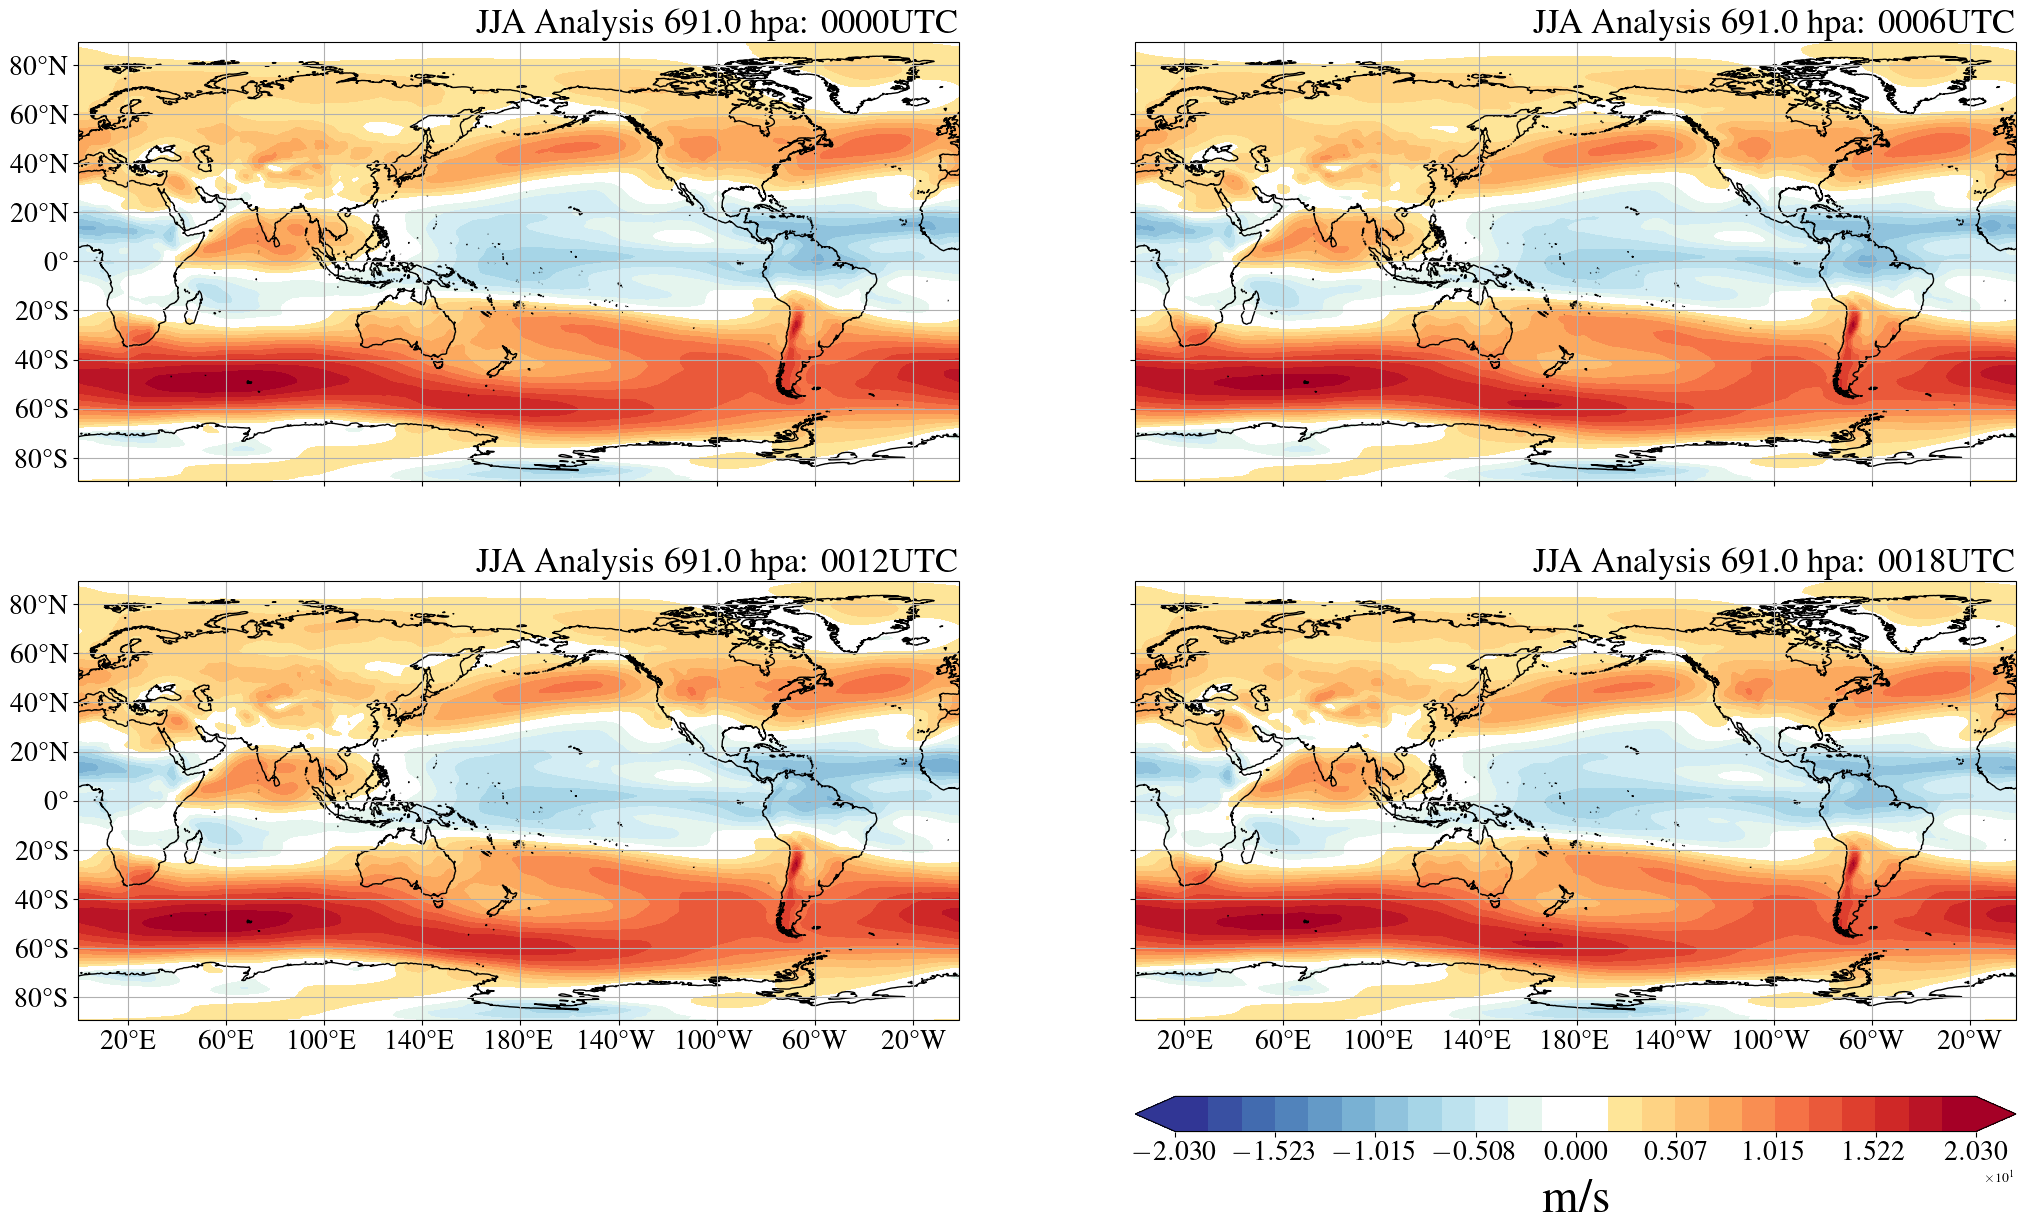 JJA Analysis 691.0 hpa: 0000UTC
JJA Analysis 691.0 hpa: 0006UTC
80°N
60°N
40°N
20°N
0°
20°S
40°S
60°S
80°S
JJA Analysis 691.0 hpa: 0012UTC
JJA Analysis 691.0 hpa: 0018UTC
80°N
60°N
40°N
20°N
0°
20°S
40°S
60°S
80°S
20°E 60°E 100°E 140°E 180°E 140°W 100°W 60°W 20°W
20°E 60°E 100°E 140°E 180°E 140°W 100°W 60°W 20°W
−2.030 −1.523 −1.015 −0.508 0.000 0.507 1.015 1.522 2.030
×10¹
m/s